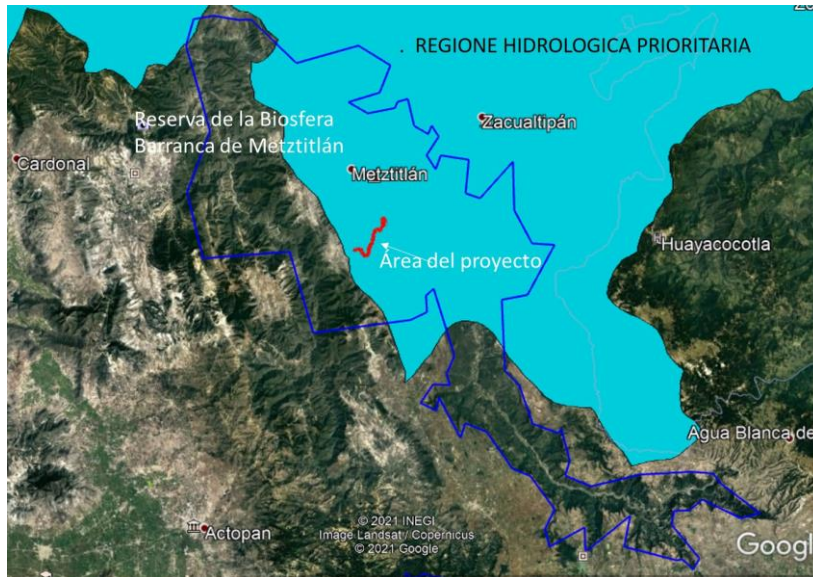 . REGIONE HIDROLOGICA PRIORITARIA
Reserva de la Biosfera
Barranca de Metztitlán
Zacualtipán
Cardonal
Metztitlán
Huayacocotla
Área del proyecto
Agua Blanca de
© 2021 INEGI
Image Landsat / Copernicus
© 2021 Google
Actopan
Googl